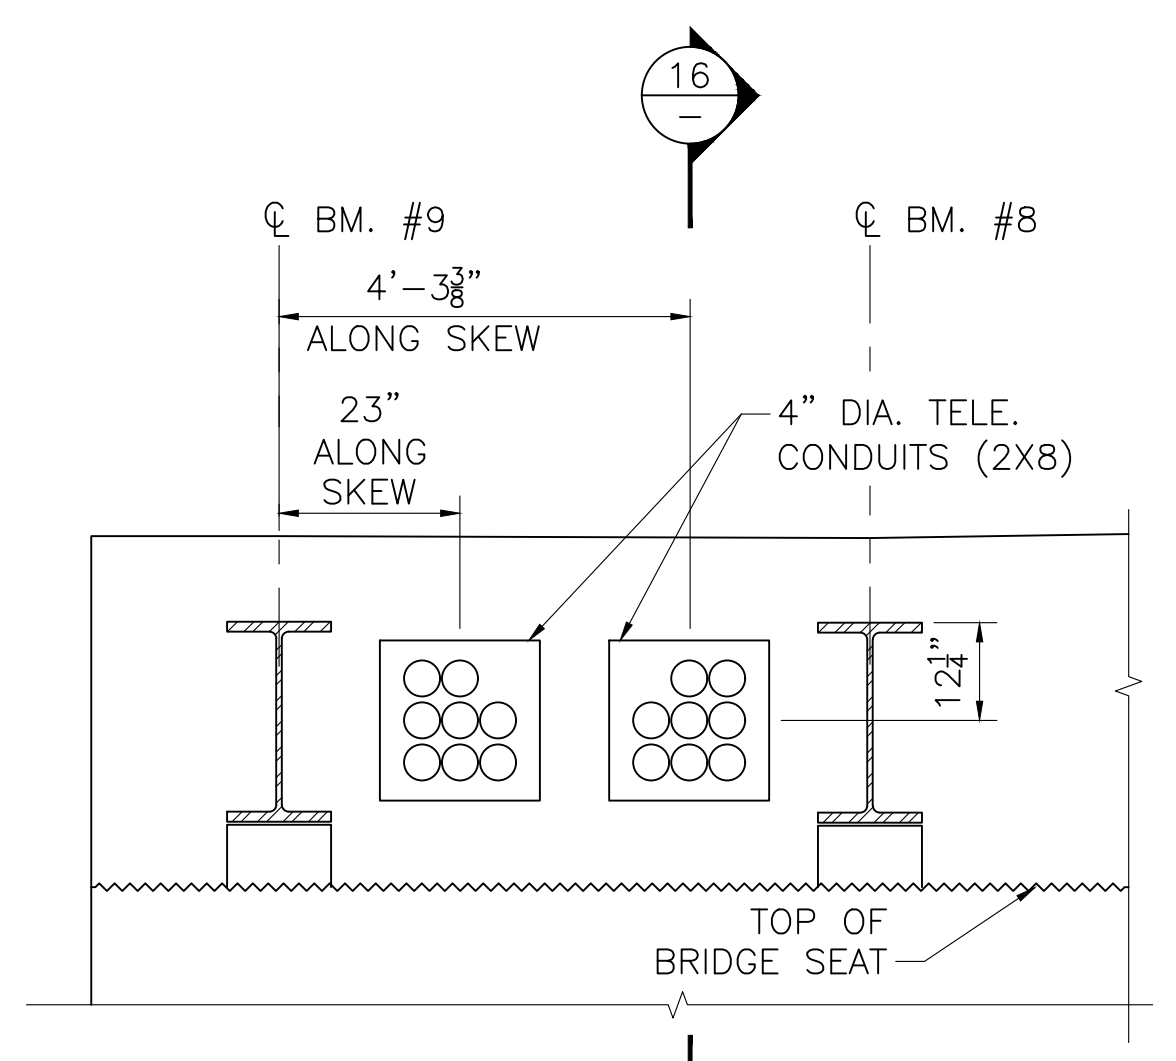 16
–
℄ BM. #9
℄ BM. #8
4'–3⅜"
ALONG SKEW
23"
ALONG
SKEW
4" DIA. TELE.
CONDUITS (2X8)
12¼"
TOP OF
BRIDGE SEAT